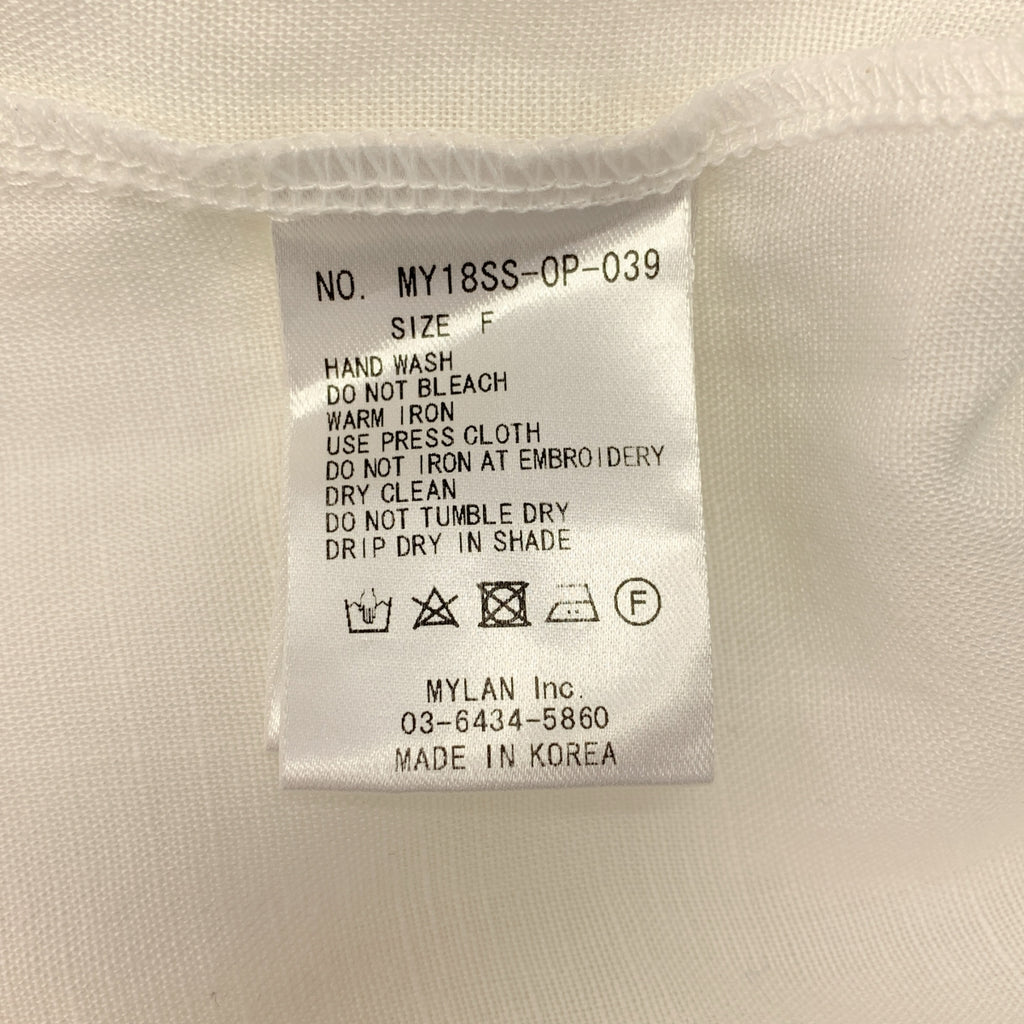 NO. MY18SS-OP-039
SIZE F
HAND WASH
DO NOT BLEACH
WARM IRON
USE PRESS CLOTH
DO NOT IRON AT EMBROIDERY
DRY CLEAN
DO NOT TUMBLE DRY
DRIP DRY IN SHADE
F
MYLAN Inc.
03-6434-5860
MADE IN KOREA